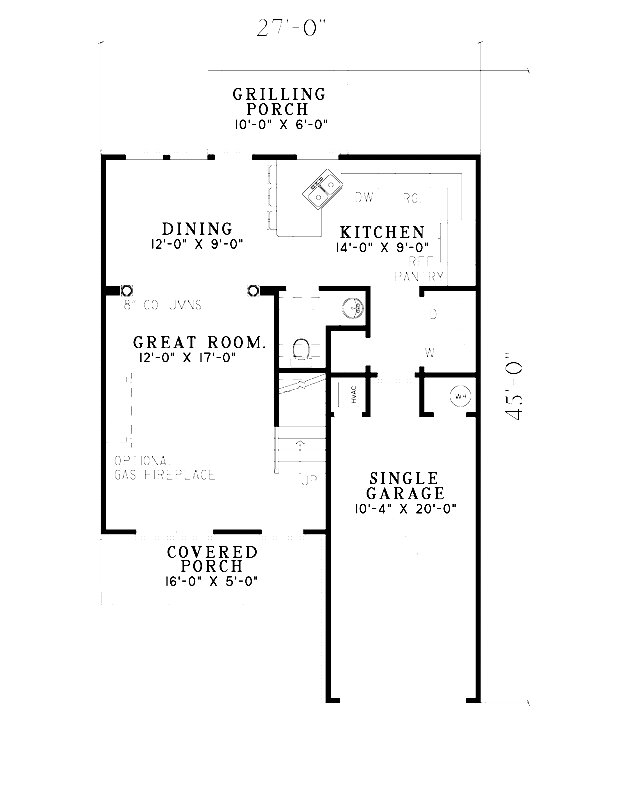 27'-0"
GRILLING
PORCH
10'-0" X 6'-0"
DW
RG.
DINING
12'-0" X 9'-0"
KITCHEN
14'-0" X 9'-0"
REF
PANTRY
8"
GREAT ROOM.
12'-0" X 17'-0"
D
W
HVAC
WH
45'-0"
OPTIONAL
GAS FIREPLACE
UP
SINGLE
GARAGE
10'-4" X 20'-0"
COVERED
PORCH
16'-0" X 5'-0"